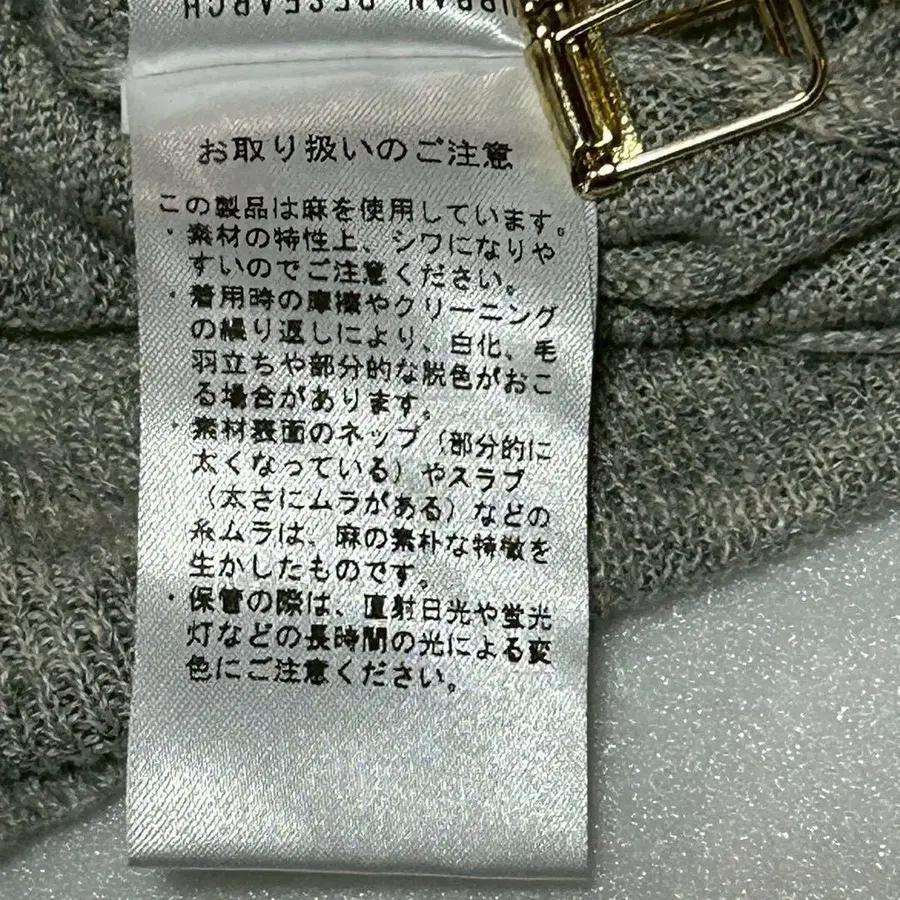 URBAN RESEARCH
お取り扱いのご注意
この製品は麻を使用しています。
・素材の特性上、シワになりや
すいのでご注意ください。
・着用時の摩擦やクリーニング
の繰り返しにより、白化、毛
羽立ちや部分的な脱色がおこ
る場合があります。
・素材表面のネップ(部分的に
太くなっている)やスラブ
(太さにムラがある)などの
糸ムラは、麻の素朴な特徴を
生かしたものです。
・保管の際は、直射日光や蛍光
灯などの長時間の光による変
色にご注意ください。